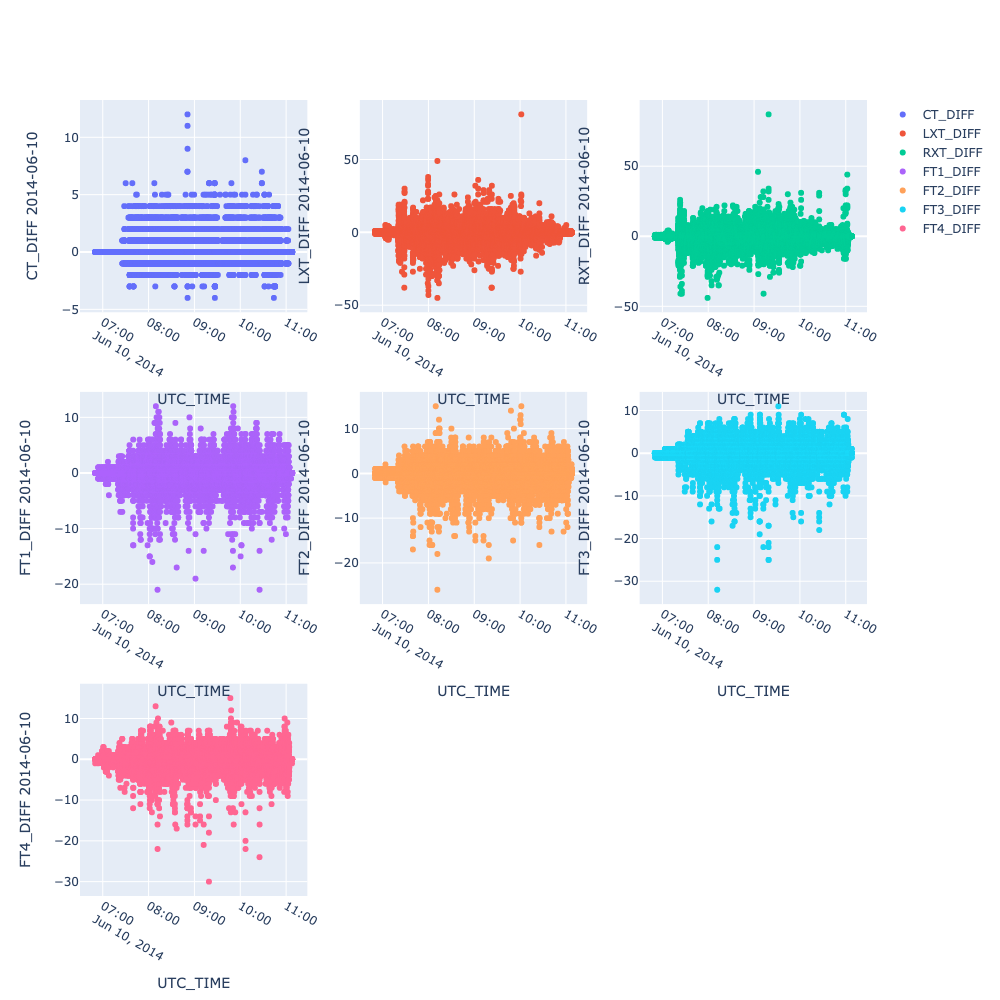 CT_DIFF
LXT_DIFF
RXT_DIFF
FT1_DIFF
FT2_DIFF
FT3_DIFF
FT4_DIFF
CT_DIFF 2014-06-10
10
5
0
−5
07:00
08:00
09:00
10:00
11:00
Jun 10, 2014
UTC_TIME
LXT_DIFF 2014-06-10
50
0
−50
07:00
08:00
09:00
10:00
11:00
Jun 10, 2014
UTC_TIME
RXT_DIFF 2014-06-10
50
0
−50
07:00
08:00
09:00
10:00
11:00
Jun 10, 2014
UTC_TIME
FT1_DIFF 2014-06-10
10
0
−10
−20
07:00
08:00
09:00
10:00
11:00
Jun 10, 2014
UTC_TIME
FT2_DIFF 2014-06-10
10
0
−10
−20
07:00
08:00
09:00
10:00
11:00
Jun 10, 2014
UTC_TIME
FT3_DIFF 2014-06-10
10
0
−10
−20
−30
07:00
08:00
09:00
10:00
11:00
Jun 10, 2014
UTC_TIME
FT4_DIFF 2014-06-10
10
0
−10
−20
−30
07:00
08:00
09:00
10:00
11:00
Jun 10, 2014
UTC_TIME